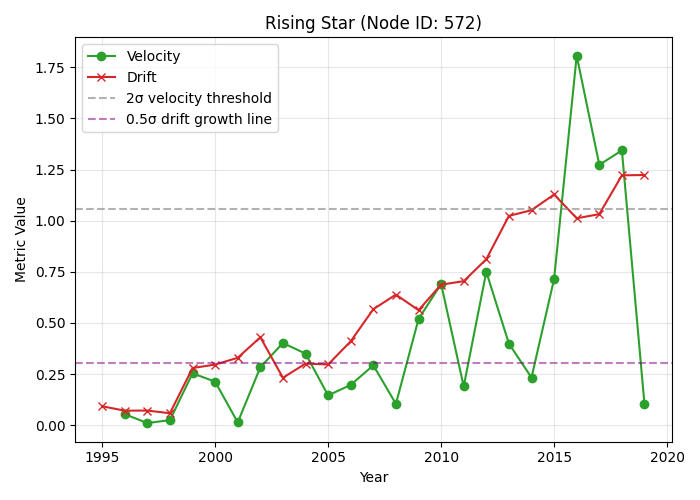 Rising Star (Node ID: 572)
Velocity
Drift
2σ velocity threshold
0.5σ drift growth line
Metric Value
1.75
1.50
1.25
1.00
0.75
0.50
0.25
0.00
1995 2000 2005 2010 2015 2020
Year